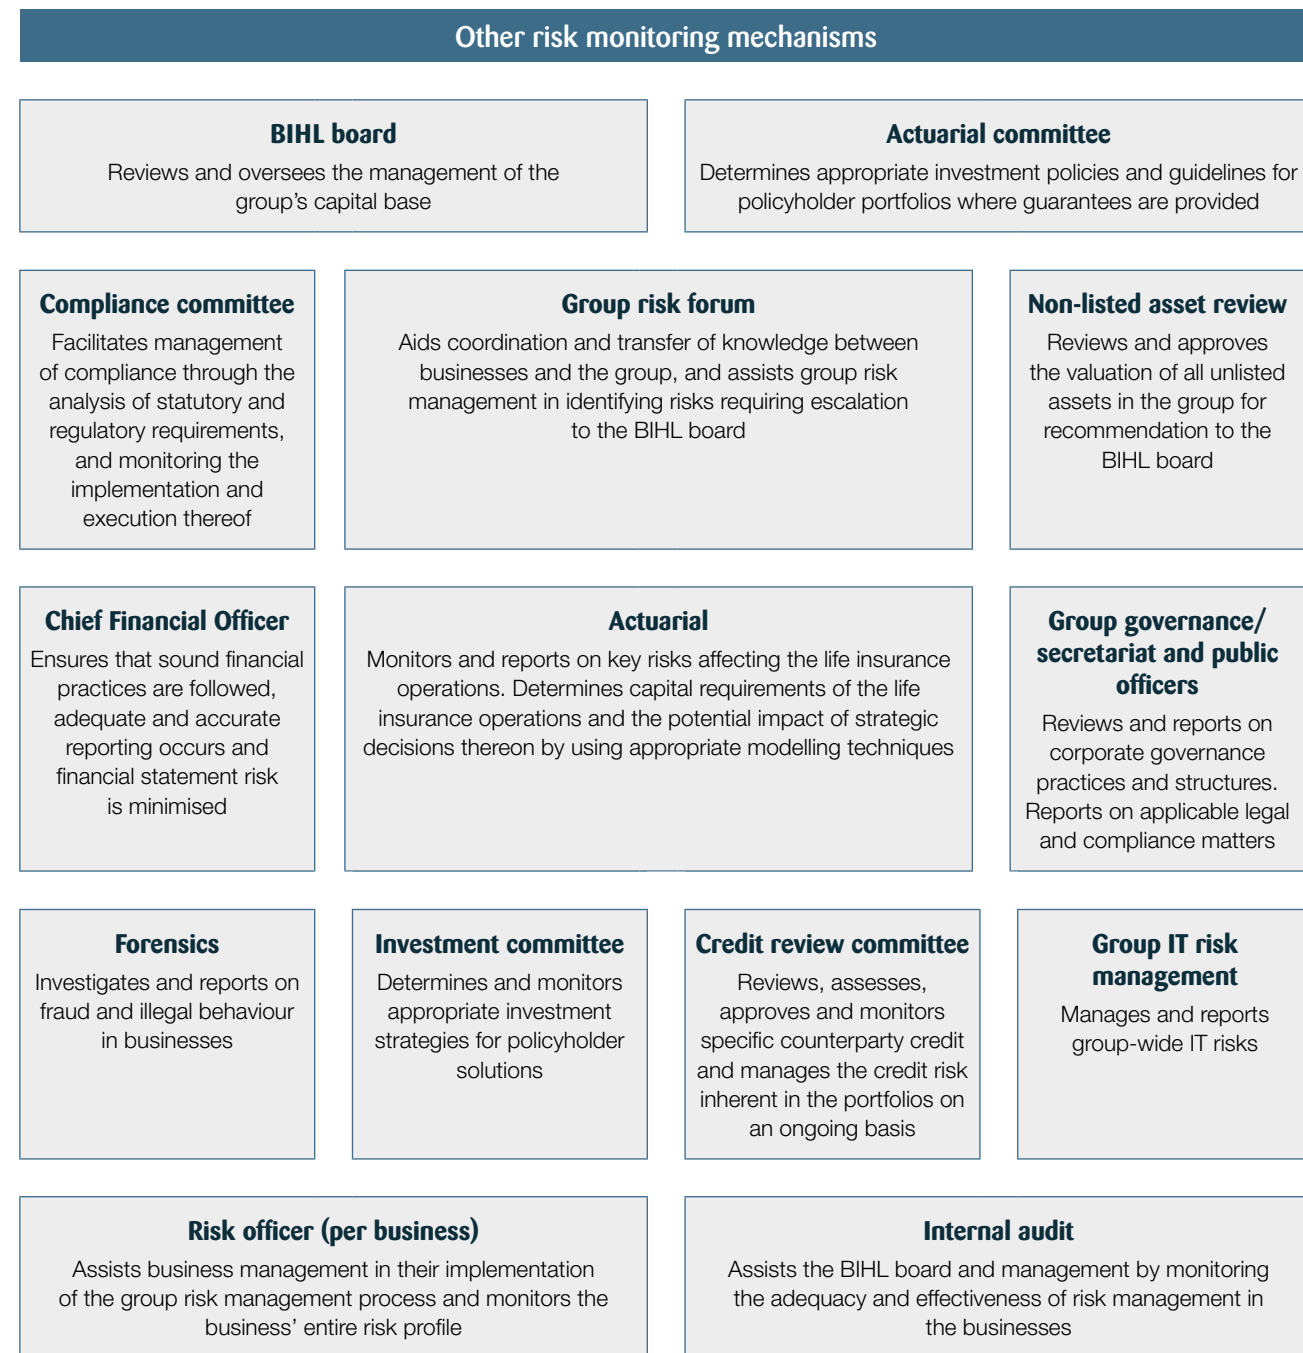 Other risk monitoring mechanisms
BIHL board
Reviews and oversees the management of the
group's capital base
Actuarial committee
Determines appropriate investment policies and guidelines for
policyholder portfolios where guarantees are provided
Compliance committee
Facilitates management
of compliance through the
analysis of statutory and
regulatory requirements,
and monitoring the
implementation and
execution thereof
Group risk forum
Aids coordination and transfer of knowledge between
businesses and the group, and assists group risk
management in identifying risks requiring escalation
to the BIHL board
Non-listed asset review
Reviews and approves
the valuation of all unlisted
assets in the group for
recommendation to the
BIHL board
Chief Financial Officer
Ensures that sound financial
practices are followed,
adequate and accurate
reporting occurs and
financial statement risk
is minimised
Actuarial
Monitors and reports on key risks affecting the life insurance
operations. Determines capital requirements of the life
insurance operations and the potential impact of strategic
decisions thereon by using appropriate modelling techniques
Group governance/
secretariat and public
officers
Reviews and reports on
corporate governance
practices and structures.
Reports on applicable legal
and compliance matters
Forensics
Investigates and reports on
fraud and illegal behaviour
in businesses
Investment committee
Determines and monitors
appropriate investment
strategies for policyholder
solutions
Credit review committee
Reviews, assesses,
approves and monitors
specific counterparty credit
and manages the credit risk
inherent in the portfolios on
an ongoing basis
Group IT risk
management
Manages and reports
group-wide IT risks
Risk officer (per business)
Assists business management in their implementation
of the group risk management process and monitors the
business' entire risk profile
Internal audit
Assists the BIHL board and management by monitoring
the adequacy and effectiveness of risk management in
the businesses